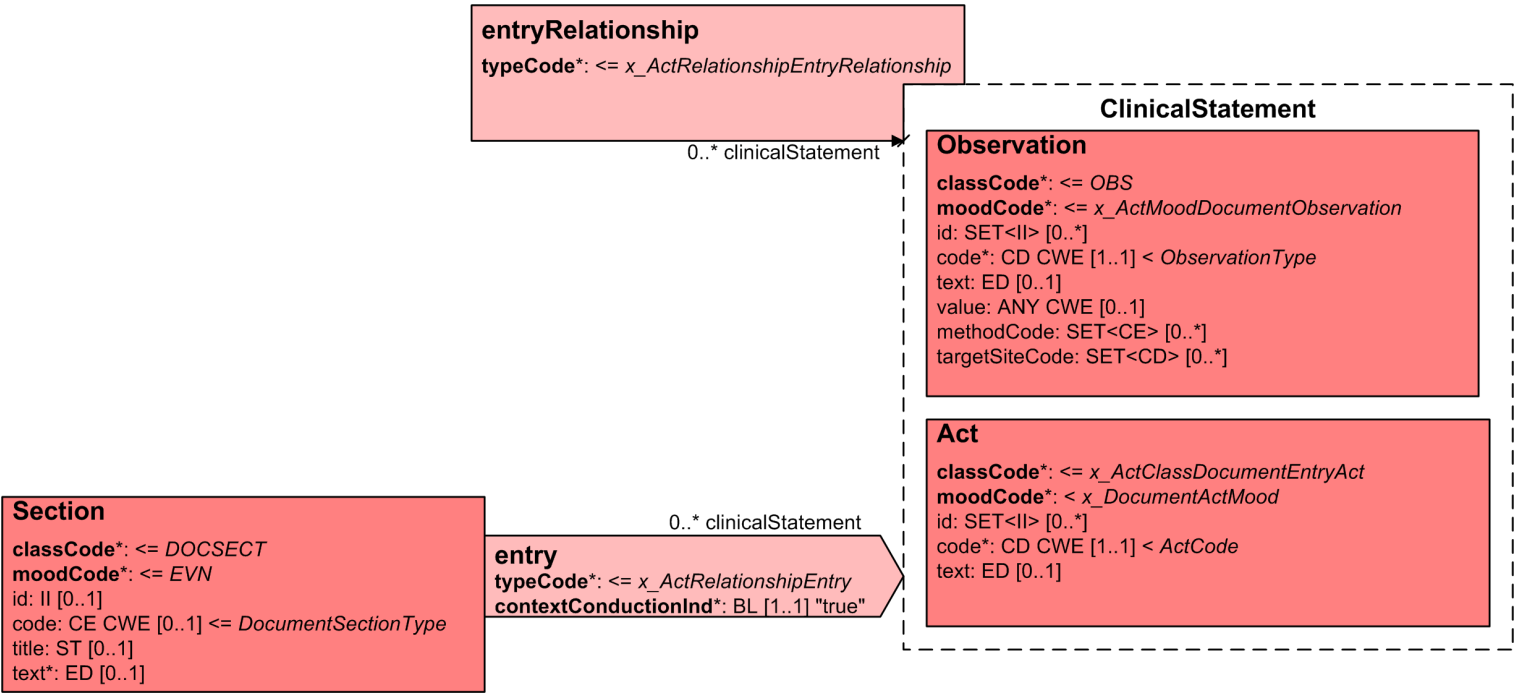 entryRelationship
typeCode*: <= x_ActRelationshipEntryRelationship
0..* clinicalStatement
ClinicalStatement
Observation
classCode*: <= OBS
moodCode*: <= x_ActMoodDocumentObservation
id: SET<II> [0..*]
code*: CD CWE [1..1] < ObservationType
text: ED [0..1]
value: ANY CWE [0..1]
methodCode: SET<CE> [0..*]
targetSiteCode: SET<CD> [0..*]
Act
classCode*: <= x_ActClassDocumentEntryAct
moodCode*: < x_DocumentActMood
id: SET<II> [0..*]
code*: CD CWE [1..1] < ActCode
text: ED [0..1]
Section
classCode*: <= DOCSECT
moodCode*: <= EVN
id: II [0..1]
code: CE CWE [0..1] <= DocumentSectionType
title: ST [0..1]
text*: ED [0..1]
0..* clinicalStatement
entry
typeCode*: <= x_ActRelationshipEntry
contextConductionInd*: BL [1..1] "true"